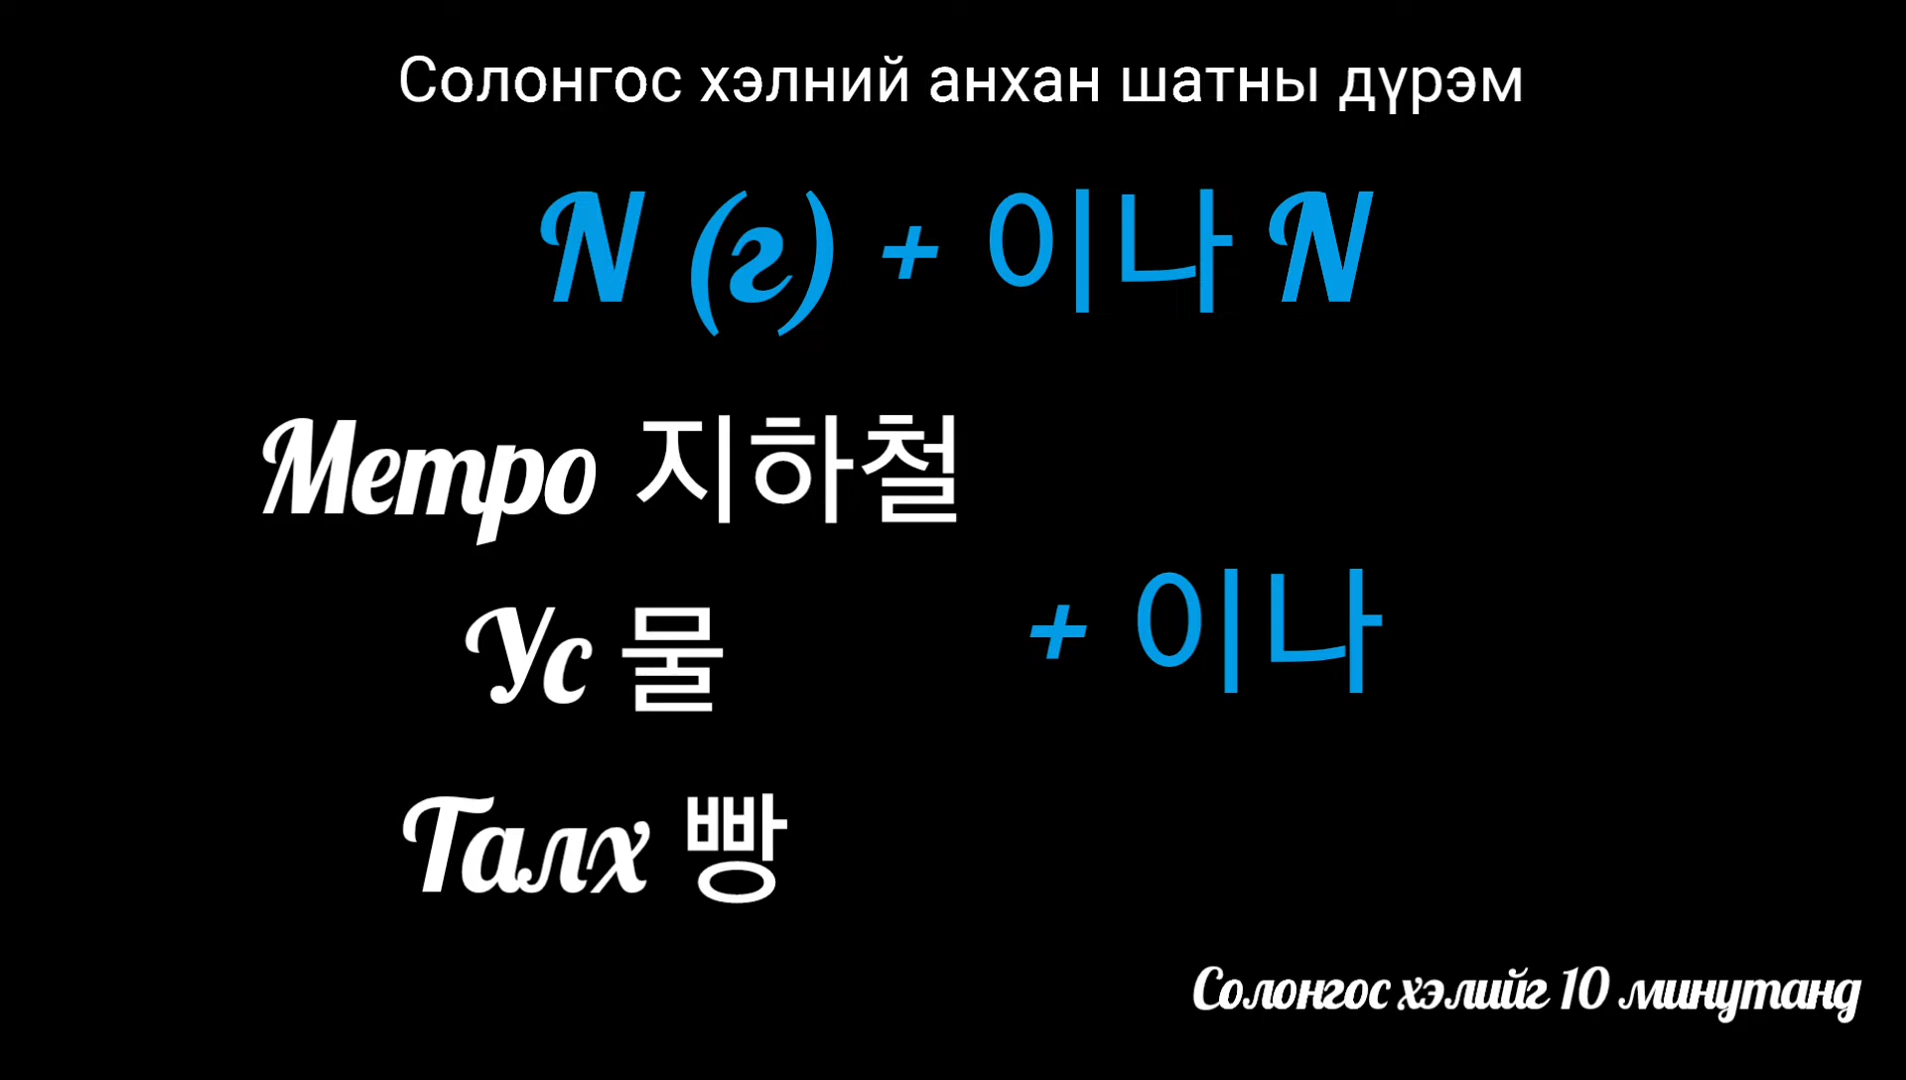 Солонгос хэлний анхан шатны дүрэм
N (г) + 이나 N
Метро 지하철
Ус 물
+ 이나
Талх 빵
Солонгос хэлийг 10 минутанд